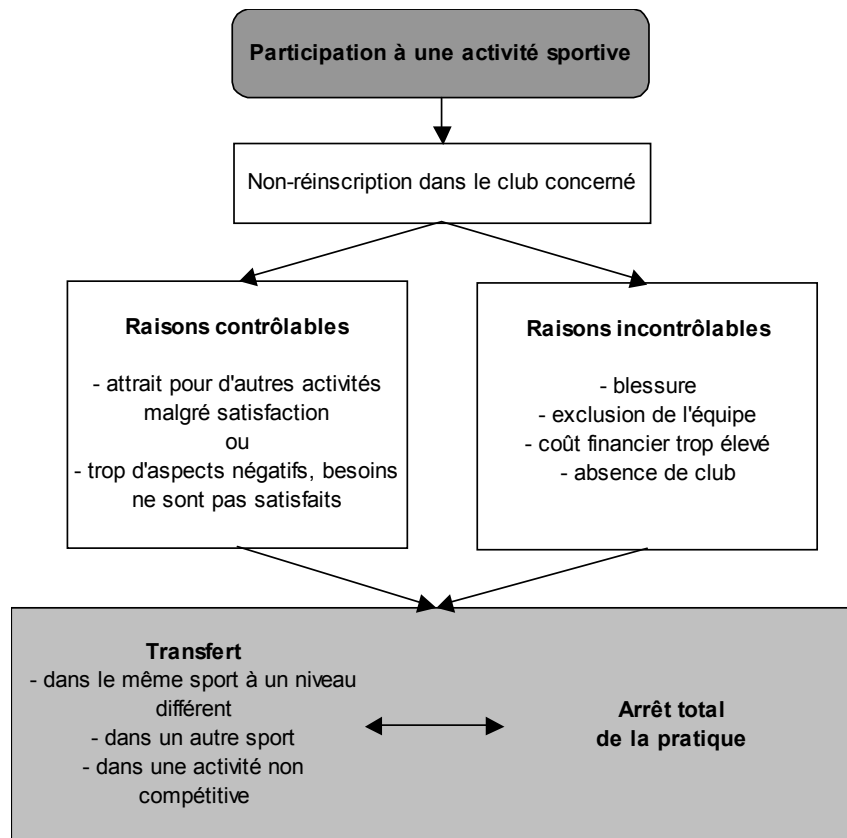 Participation à une activité sportive
Non-réinscription dans le club concerné
Raisons contrôlables
- attrait pour d'autres activités
malgré satisfaction
ou
- trop d'aspects négatifs, besoins
ne sont pas satisfaits
Raisons incontrôlables
- blessure
- exclusion de l'équipe
- coût financier trop élevé
- absence de club
Transfert
- dans le même sport à un niveau
différent
- dans un autre sport
- dans une activité non
compétitive
Arrêt total
de la pratique